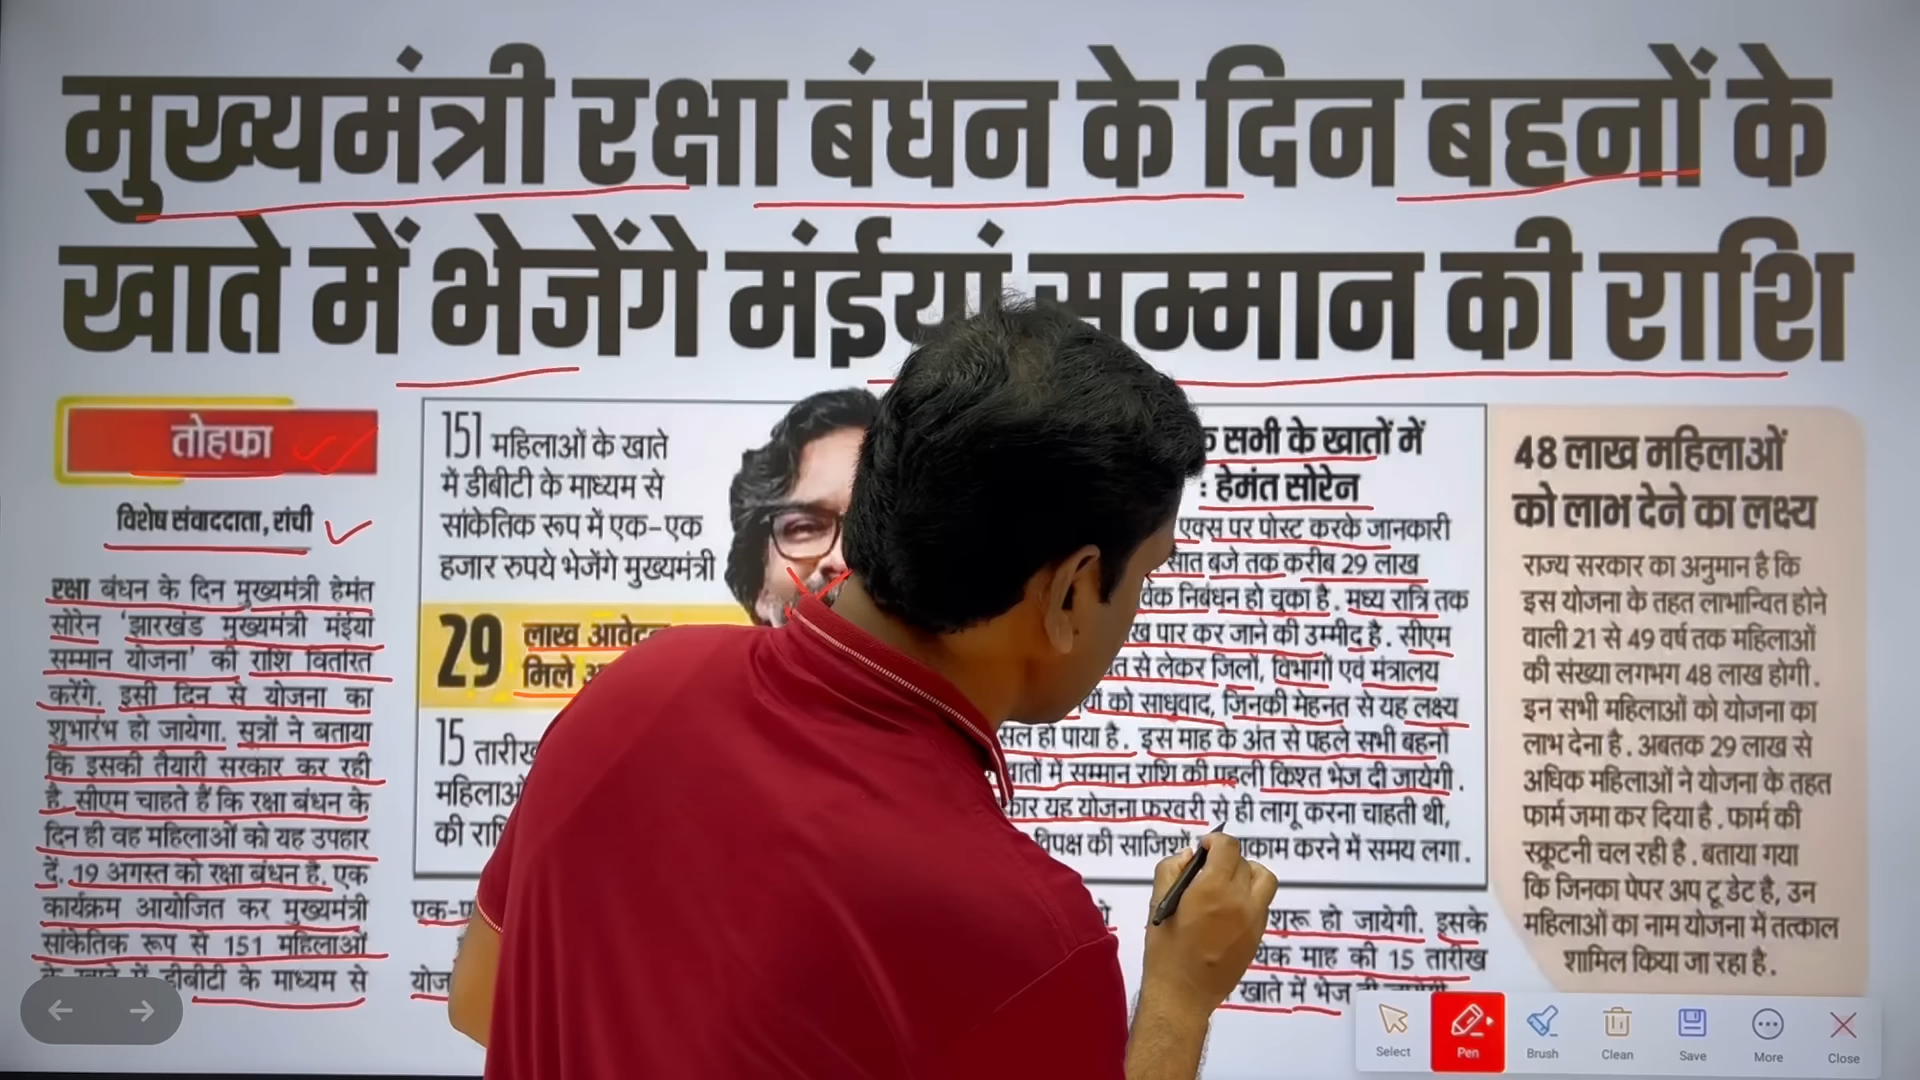 मुख्यमंत्री रक्षा बंधन के दिन बहनों के
खाते में भेजेंगे मंईयां सम्मान की राशि
तोहफा
विशेष संवाददाता, रांची
रक्षा बंधन के दिन मुख्यमंत्री हेमंत
सोरेन ‘झारखंड मुख्यमंत्री मंईयां
सम्मान योजना’ की राशि वितरित
करेंगे. इसी दिन से योजना का
शुभारंभ हो जायेगा. सूत्रों ने बताया
कि इसकी तैयारी सरकार कर रही
है. सीएम चाहते हैं कि रक्षा बंधन के
दिन ही वह महिलाओं को यह उपहार
दें. 19 अगस्त को रक्षा बंधन है. एक
कार्यक्रम आयोजित कर मुख्यमंत्री
सांकेतिक रूप से 151 महिलाओं
के खाते में डीबीटी के माध्यम से
151 महिलाओं के खाते
में डीबीटी के माध्यम से
सांकेतिक रूप में एक-एक
हजार रुपये भेजेंगे मुख्यमंत्री
29 लाख
मिले
15 तारीख
की
सभी के खातों में
: हेमंत सोरेन
एक्स पर पोस्ट करके जानकारी
सात बजे तक करीब 29 लाख
निबंधन हो चुका है. मध्य रात्रि तक
पार कर जाने की उम्मीद है. सीएम
से लेकर जिलों, विभागों एवं मंत्रालय
को साधुवाद, जिनकी मेहनत से यह लक्ष्य
हो पाया है. इस माह के अंत से पहले सभी बहनों
में सम्मान राशि की पहली किश्त भेज दी जायेगी.
यह योजना फरवरी से ही लागू करना चाहती थी,
विपक्ष की साजिशों करने में समय लगा.
शुरू हो जायेगी. इसके
माह की 15 तारीख
खाते में भेज
48 लाख महिलाओं
को लाभ देने का लक्ष्य
राज्य सरकार का अनुमान है कि
इस योजना के तहत लाभान्वित होने
वाली 21 से 49 वर्ष तक महिलाओं
की संख्या लगभग 48 लाख होगी.
इन सभी महिलाओं को योजना का
लाभ देना है. अबतक 29 लाख से
अधिक महिलाओं ने योजना के तहत
फार्म जमा कर दिया है. फार्म की
स्क्रूटनी चल रही है. बताया गया
कि जिनका पेपर अप टू डेट है, उन
महिलाओं का नाम योजना में तत्काल
शामिल किया जा रहा है.
Select Pen Brush Clean Save More Close